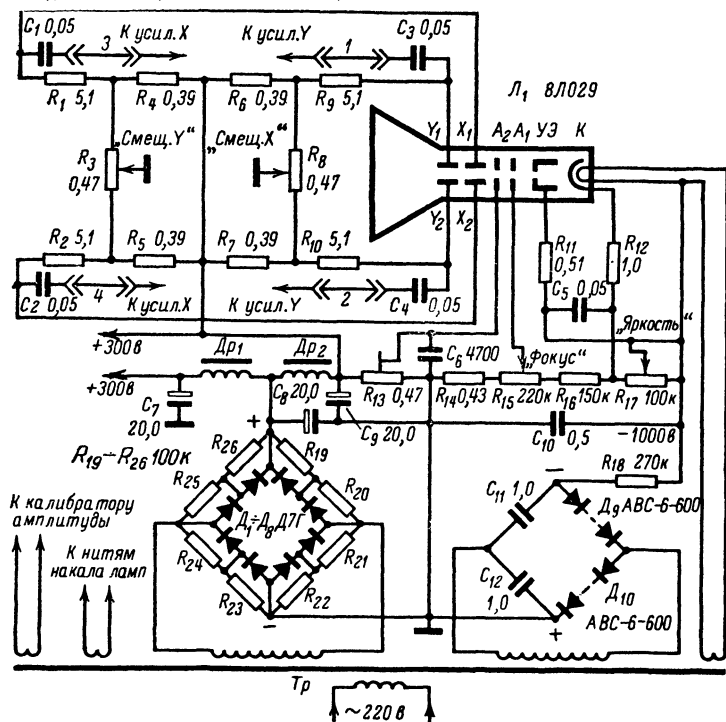 C1 0,05
К усил.X
3
К усил.Y
1
C3 0,05
R1 5,1
R4 0,39
R6 0,39
R9 5,1
Л1 8Л029
„Смещ.Y“
„Смещ.X“
R3 0,47
R8 0,47
Y1 X1 A2 A1 УЭ К
Y2 X2
R2 5,1
R5 0,39
R7 0,39
R10 5,1
R11 0,51
R12 1,0
C2 0,05
4
К усил.X
К усил.Y
2
C4 0,05
C5 0,05
„Яркость“
+300в
Др1
Др2
C6 4700
„Фокус“
+300в
C7 20,0
C8 20,0
R13 0,47
R14 0,43
R15 220к
R16 150к
R17 100к
C9 20,0
C10 0,5
−1000в
+
R19÷R26 100к
R26
R19
R18 270к
R25
R20
C11 1,0
−
Д9 АВС-6-600
К калибратору
амплитуды
Д1÷Д8 Д7Г
К нитям
накала ламп
R24
R21
C12 1,0
Д10
R23
R22
АВС-6-600
−
+
Тр
~220 в